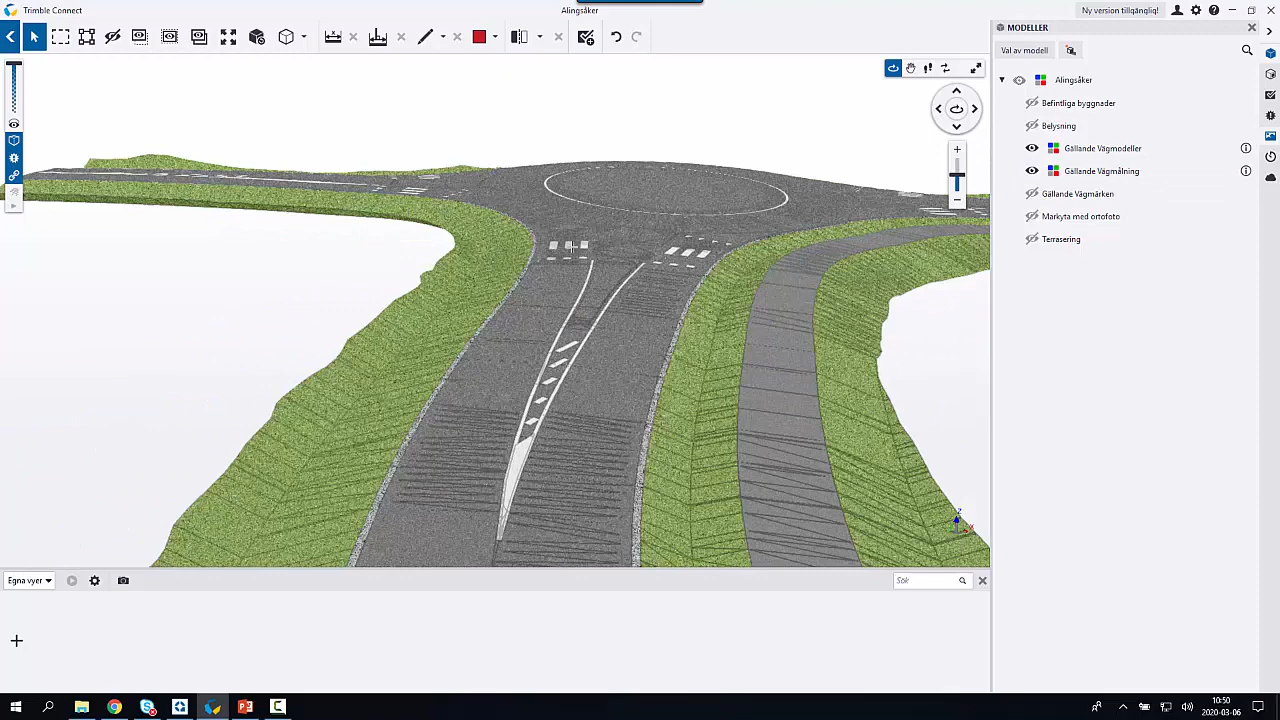 Trimble Connect
Alingsåker
Ny version tillgänglig!
MODELLER
Val av modell
Alingsåker
Befintliga byggnader
Belysning
Gällande Vägmodeller
Gällande Vägmålning
Gällande Vägmärken
Markyta med ortofoto
Terrasering
Egna vyer
Sök
10:50
2020-03-06